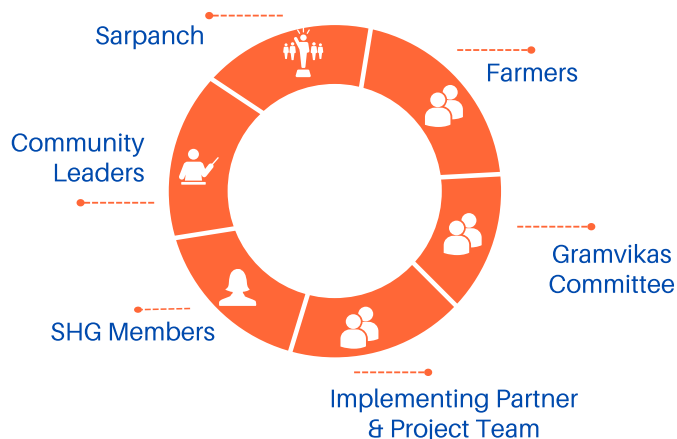 Sarpanch
Farmers
Community
Leaders
Gramvikas
Committee
SHG Members
Implementing Partner
& Project Team